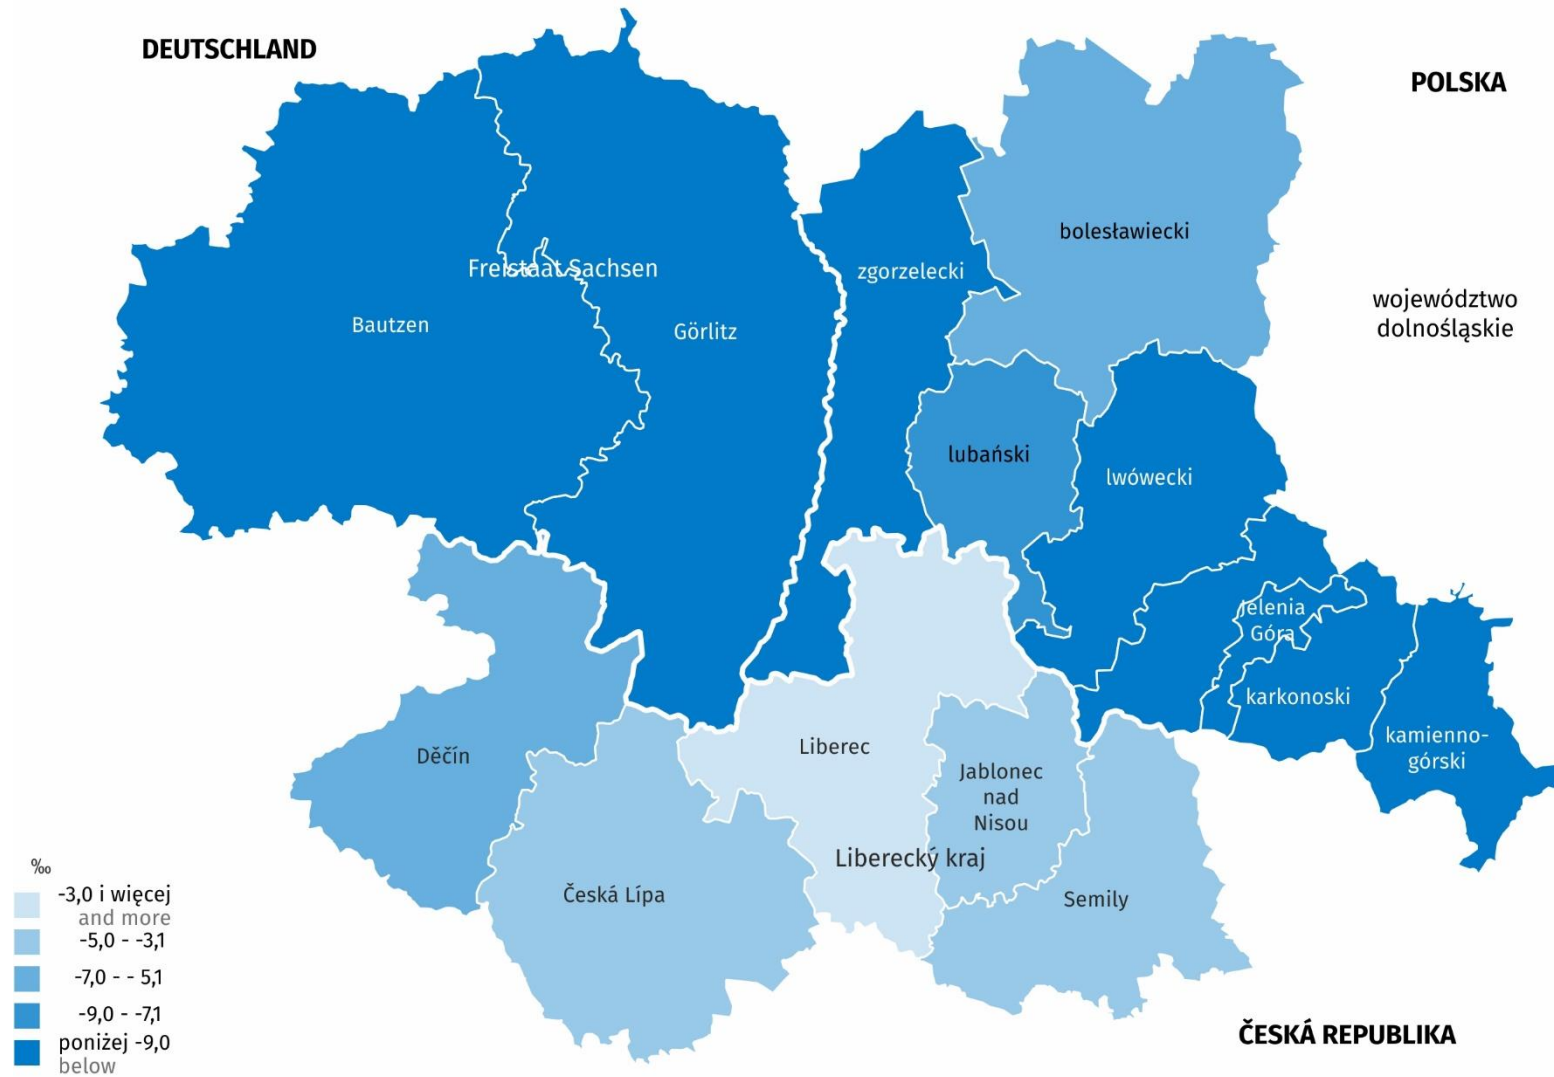 DEUTSCHLAND
POLSKA
bolesławiecki
Freistaat Sachsen
zgorzelecki
województwo
dolnośląskie
Bautzen
Görlitz
lubański
lwówecki
Jelenia
Góra
karkonoski
kamienno-
górski
Děčín
Liberec
Jablonec
nad
Nisou
Liberecký kraj
Česká Lípa
Semily
‰
-3,0 i więcej
and more
-5,0 - -3,1
-7,0 - - 5,1
-9,0 - -7,1
poniżej -9,0
below
ČESKÁ REPUBLIKA